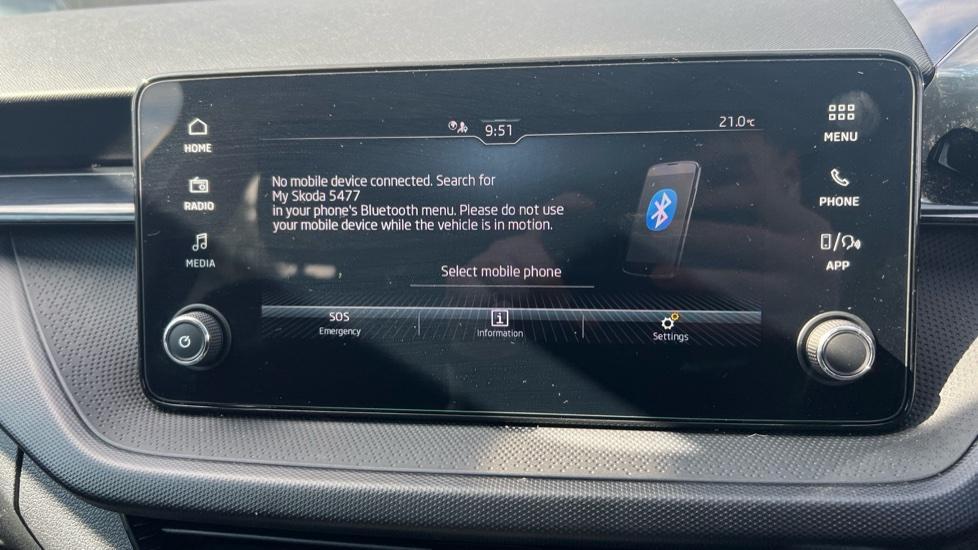 9:51
21.0°C
HOME
MENU
No mobile device connected. Search for
My Skoda 5477
in your phone's Bluetooth menu. Please do not use
your mobile device while the vehicle is in motion.
RADIO
PHONE
MEDIA
APP
Select mobile phone
SOS
Emergency
Information
Settings